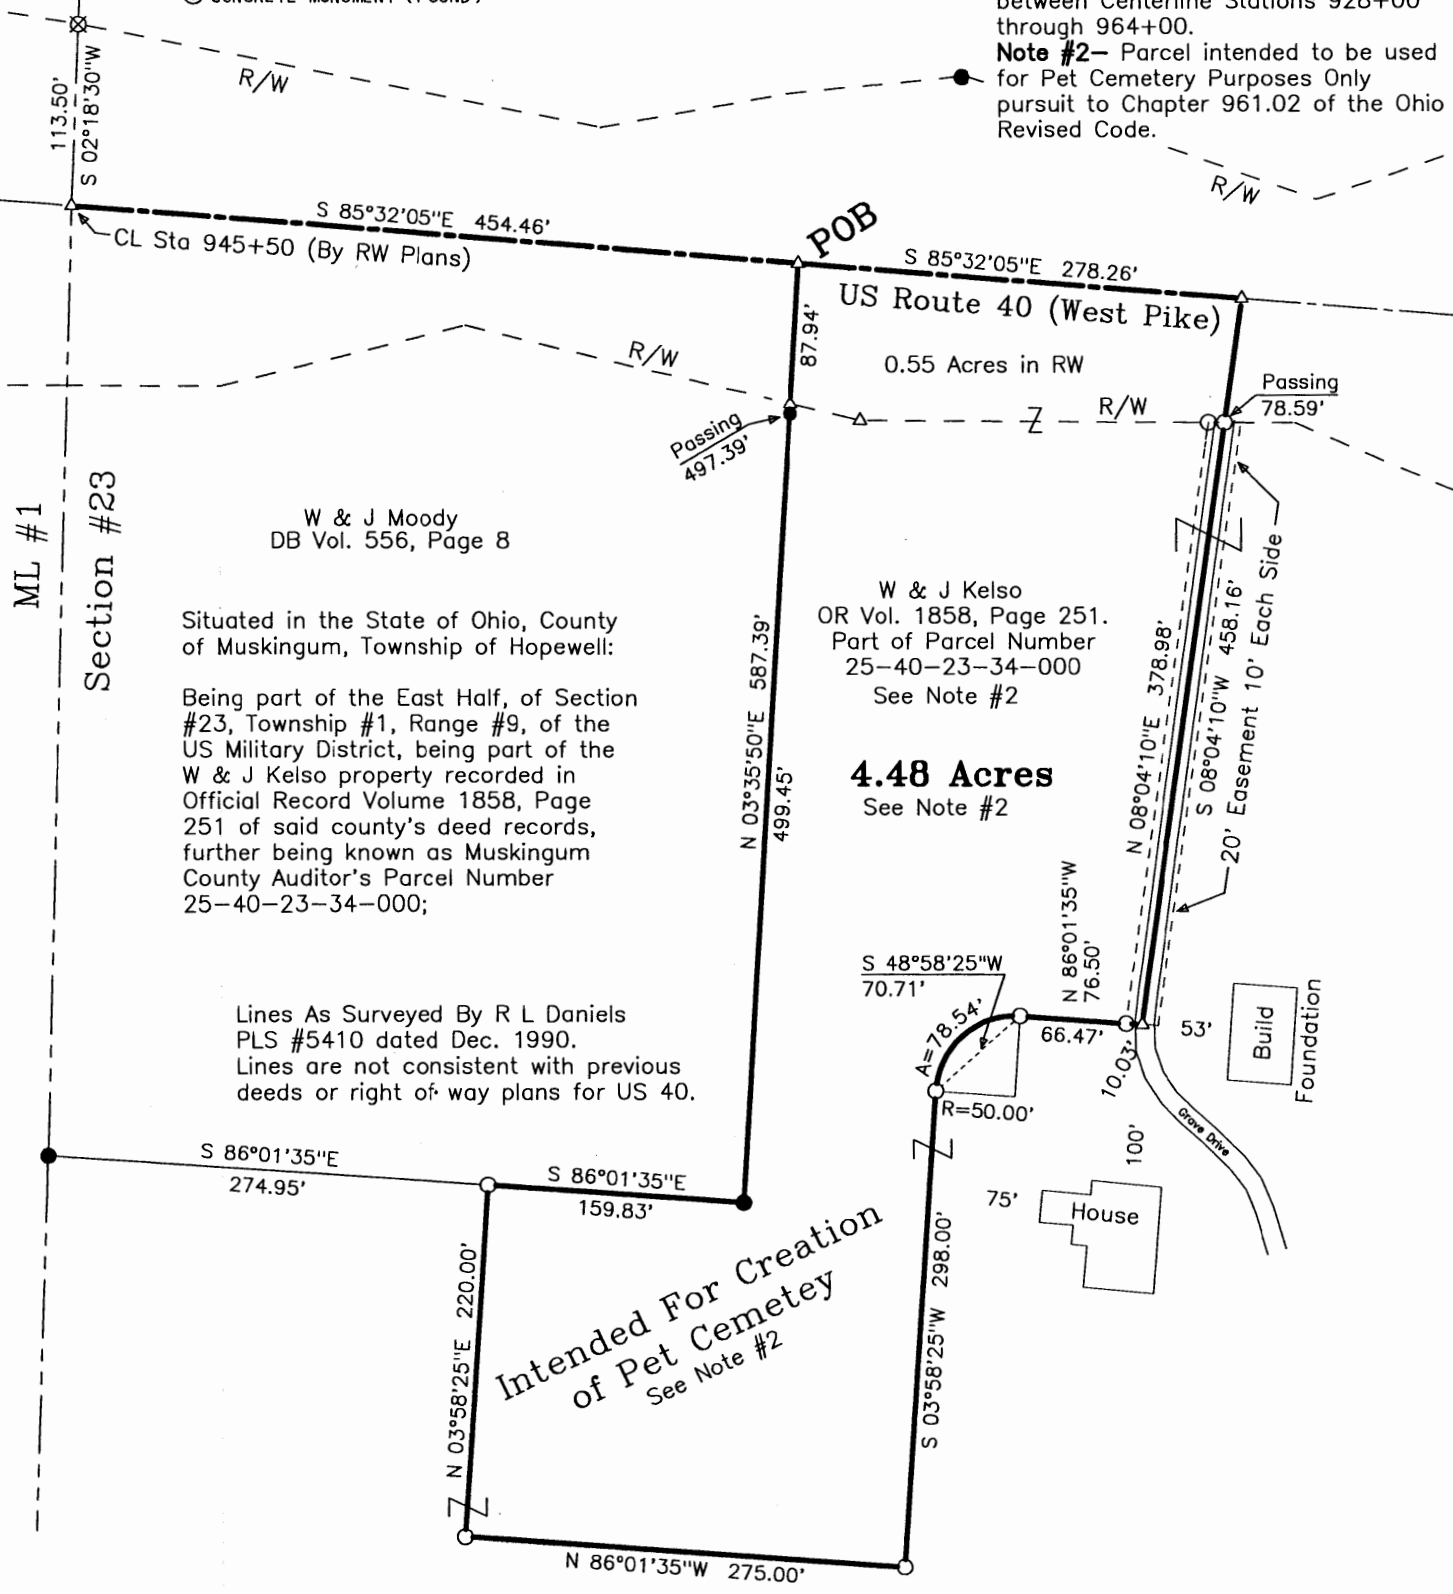 CONCRETE MONUMENT (FOUND)
between Centerline Stations 928+00
through 964+00.
Note #2— Parcel intended to be used
for Pet Cemetery Purposes Only
pursuit to Chapter 961.02 of the Ohio
Revised Code.
R/W
R/W
113.50'
S 02°18'30"W
S 85°32'05"E 454.46'
CL Sta 945+50 (By RW Plans)
POB
S 85°32'05"E 278.26'
US Route 40 (West Pike)
87.94'
0.55 Acres in RW
R/W
R/W
Passing
78.59'
Passing
497.39'
ML #1
Section #23
W & J Moody
DB Vol. 556, Page 8
Situated in the State of Ohio, County
of Muskingum, Township of Hopewell:
Being part of the East Half, of Section
#23, Township #1, Range #9, of the
US Military District, being part of the
W & J Kelso property recorded in
Official Record Volume 1858, Page
251 of said county's deed records,
further being known as Muskingum
County Auditor's Parcel Number
25-40-23-34-000;
N 03°35'50"E 587.39'
499.45'
W & J Kelso
OR Vol. 1858, Page 251.
Part of Parcel Number
25-40-23-34-000
See Note #2
4.48 Acres
See Note #2
N 08°04'10"E 378.98'
S 08°04'10"W 458.16'
20' Easement 10' Each Side
N 86°01'35"W
76.50'
S 48°58'25"W
70.71'
A=78.54'
R=50.00'
66.47'
10.03'
53'
Build
Foundation
Grave Drive
100'
75'
House
Lines As Surveyed By R L Daniels
PLS #5410 dated Dec. 1990.
Lines are not consistent with previous
deeds or right of way plans for US 40.
S 86°01'35"E
274.95'
S 86°01'35"E
159.83'
Intended For Creation
of Pet Cemetey
See Note #2
N 03°58'25"E 220.00'
S 03°58'25"W 298.00'
N 86°01'35"W 275.00'